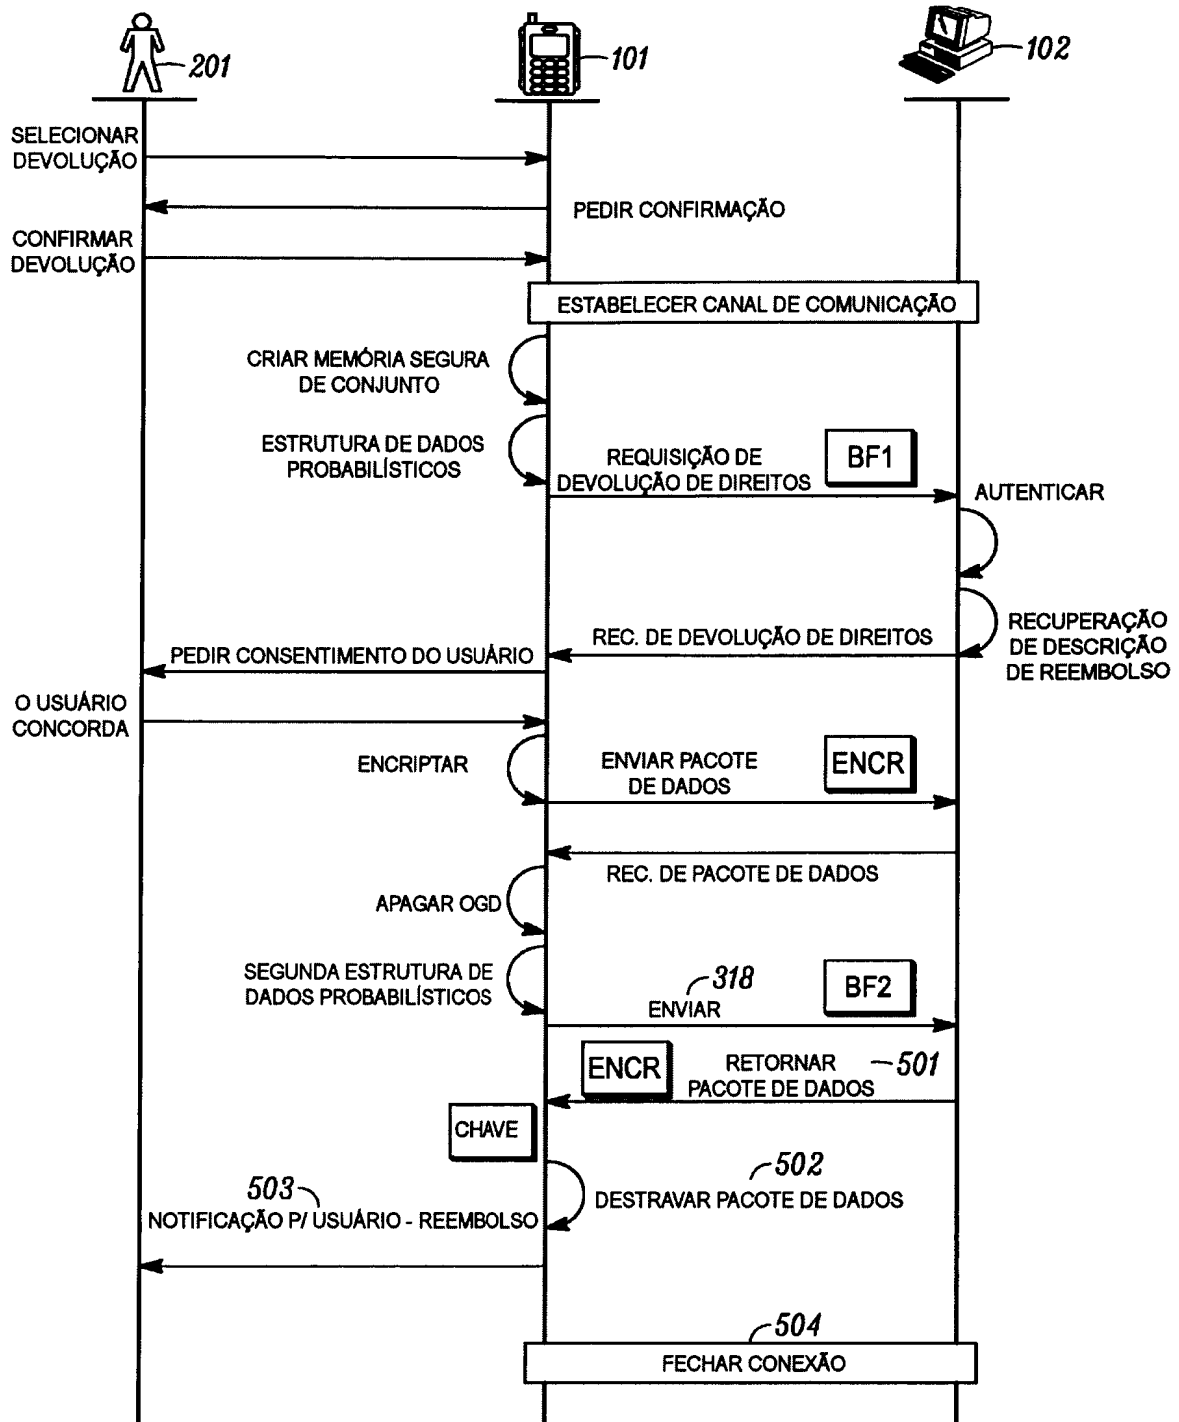 201
101
102
SELECIONAR
DEVOLUÇÃO
PEDIR CONFIRMAÇÃO
CONFIRMAR
DEVOLUÇÃO
ESTABELECER CANAL DE COMUNICAÇÃO
CRIAR MEMÓRIA SEGURA
DE CONJUNTO
ESTRUTURA DE DADOS
PROBABILÍSTICOS
REQUISIÇÃO DE
DEVOLUÇÃO DE DIREITOS
BF1
AUTENTICAR
RECUPERAÇÃO
DE DESCRIÇÃO
DE REEMBOLSO
REC. DE DEVOLUÇÃO DE DIREITOS
PEDIR CONSENTIMENTO DO USUÁRIO
O USUÁRIO
CONCORDA
ENCRIPTAR
ENVIAR PACOTE
DE DADOS
ENCR
REC. DE PACOTE DE DADOS
APAGAR OGD
SEGUNDA ESTRUTURA DE
DADOS PROBABILÍSTICOS
318
ENVIAR
BF2
ENCR
RETORNAR
PACOTE DE DADOS
501
CHAVE
502
DESTRAVAR PACOTE DE DADOS
503
NOTIFICAÇÃO P/ USUÁRIO - REEMBOLSO
504
FECHAR CONEXÃO